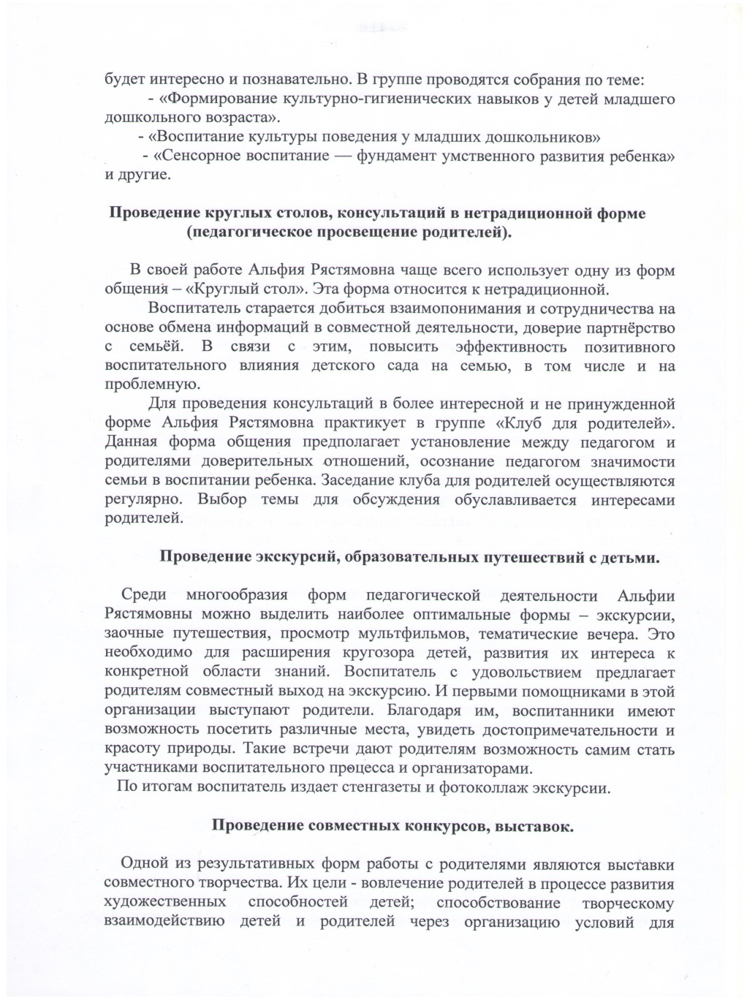 будет интересно и познавательно. В группе проводятся собрания по теме:
- «Формирование культурно-гигиенических навыков у детей младшего
дошкольного возраста».
- «Воспитание культуры поведения у младших дошкольников»
- «Сенсорное воспитание — фундамент умственного развития ребенка»
и другие.
Проведение круглых столов, консультаций в нетрадиционной форме
(педагогическое просвещение родителей).
В своей работе Альфия Рястямовна чаще всего использует одну из форм
общения – «Круглый стол». Эта форма относится к нетрадиционной.
Воспитатель старается добиться взаимопонимания и сотрудничества на
основе обмена информаций в совместной деятельности, доверие партнёрство
с семьёй. В связи с этим, повысить эффективность позитивного
воспитательного влияния детского сада на семью, в том числе и на
проблемную.
Для проведения консультаций в более интересной и не принужденной
форме Альфия Рястямовна практикует в группе «Клуб для родителей».
Данная форма общения предполагает установление между педагогом и
родителями доверительных отношений, осознание педагогом значимости
семьи в воспитании ребенка. Заседание клуба для родителей осуществляются
регулярно. Выбор темы для обсуждения обуславливается интересами
родителей.
Проведение экскурсий, образовательных путешествий с детьми.
Среди многообразия форм педагогической деятельности Альфии
Рястямовны можно выделить наиболее оптимальные формы – экскурсии,
заочные путешествия, просмотр мультфильмов, тематические вечера. Это
необходимо для расширения кругозора детей, развития их интереса к
конкретной области знаний. Воспитатель с удовольствием предлагает
родителям совместный выход на экскурсию. И первыми помощниками в этой
организации выступают родители. Благодаря им, воспитанники имеют
возможность посетить различные места, увидеть достопримечательности и
красоту природы. Такие встречи дают родителям возможность самим стать
участниками воспитательного процесса и организаторами.
По итогам воспитатель издает стенгазеты и фотоколлаж экскурсии.
Проведение совместных конкурсов, выставок.
Одной из результативных форм работы с родителями являются выставки
совместного творчества. Их цели - вовлечение родителей в процессе развития
художественных способностей детей; способствование творческому
взаимодействию детей и родителей через организацию условий для